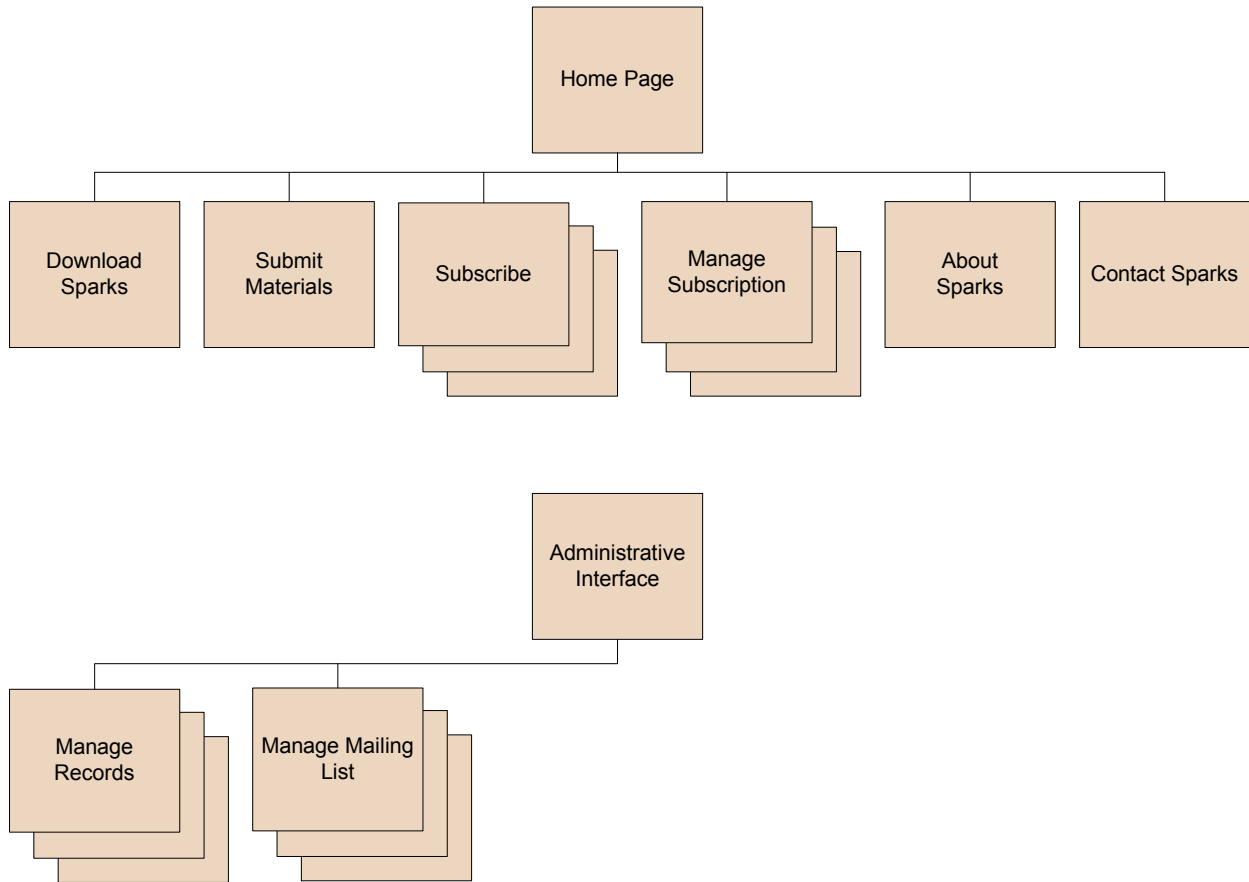 Home Page
Download
Sparks
Submit
Materials
Subscribe
Manage
Subscription
About
Sparks
Contact Sparks
Administrative
Interface
Manage
Records
Manage Mailing
List